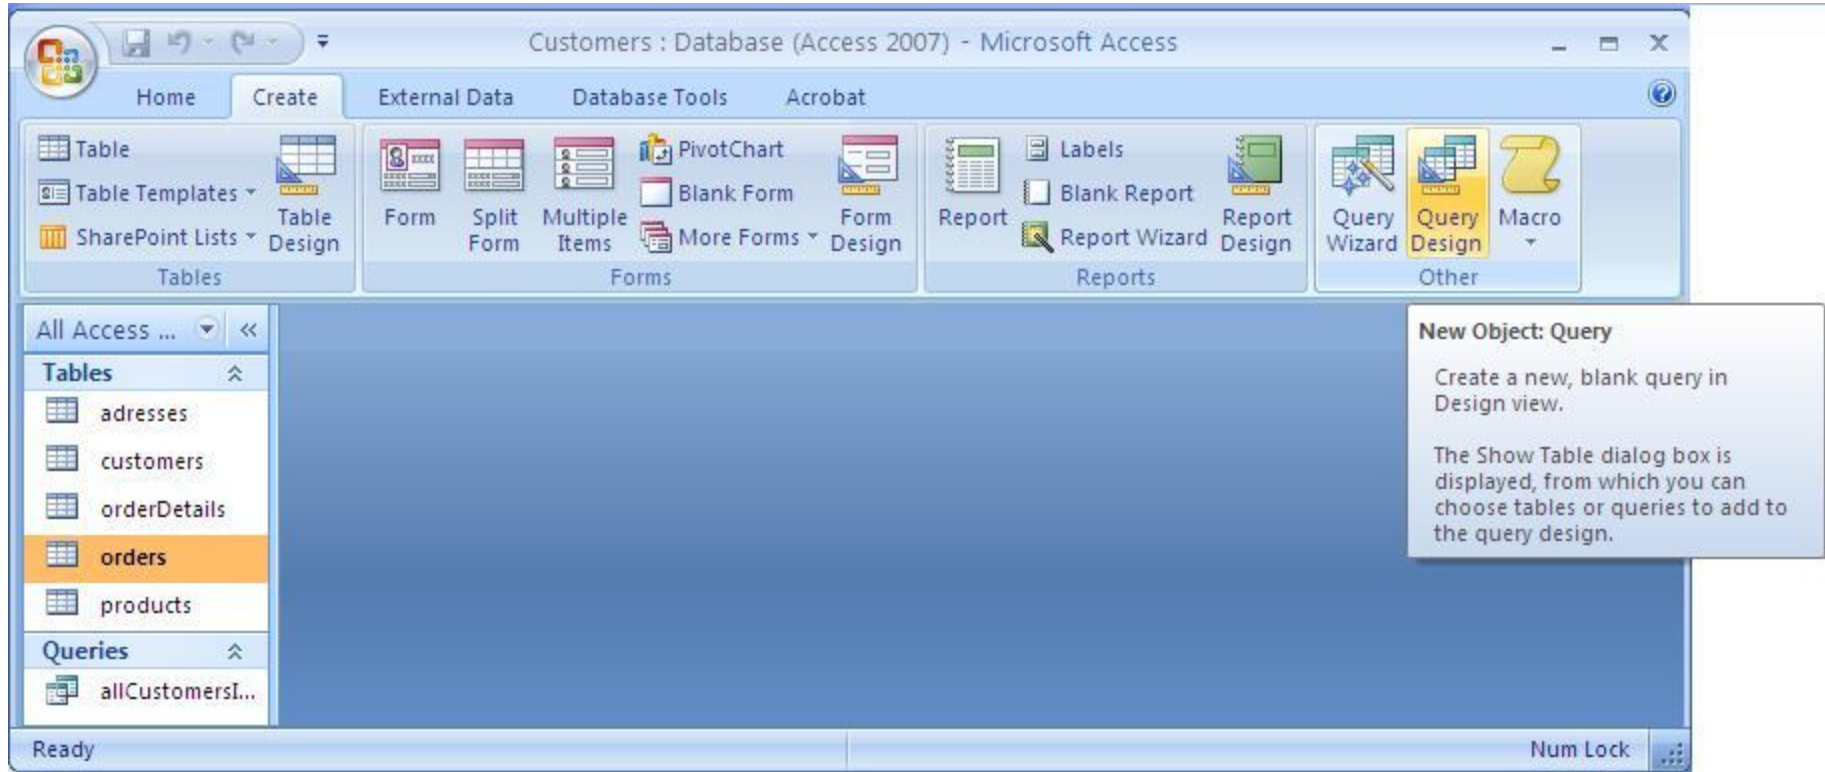 Customers : Database (Access 2007) - Microsoft Access
Home Create External Data Database Tools Acrobat
Table
Table Templates
SharePoint Lists
Table
Design
Tables
Form
Split
Form
Multiple
Items
PivotChart
Blank Form
More Forms
Form
Design
Forms
Report
Labels
Blank Report
Report Wizard
Report
Design
Reports
Query
Wizard
Query
Design
Macro
Other
All Access ...
Tables
adresses
customers
orderDetails
orders
products
Queries
allCustomersI...
New Object: Query
Create a new, blank query in
Design view.
The Show Table dialog box is
displayed, from which you can
choose tables or queries to add to
the query design.
Ready
Num Lock